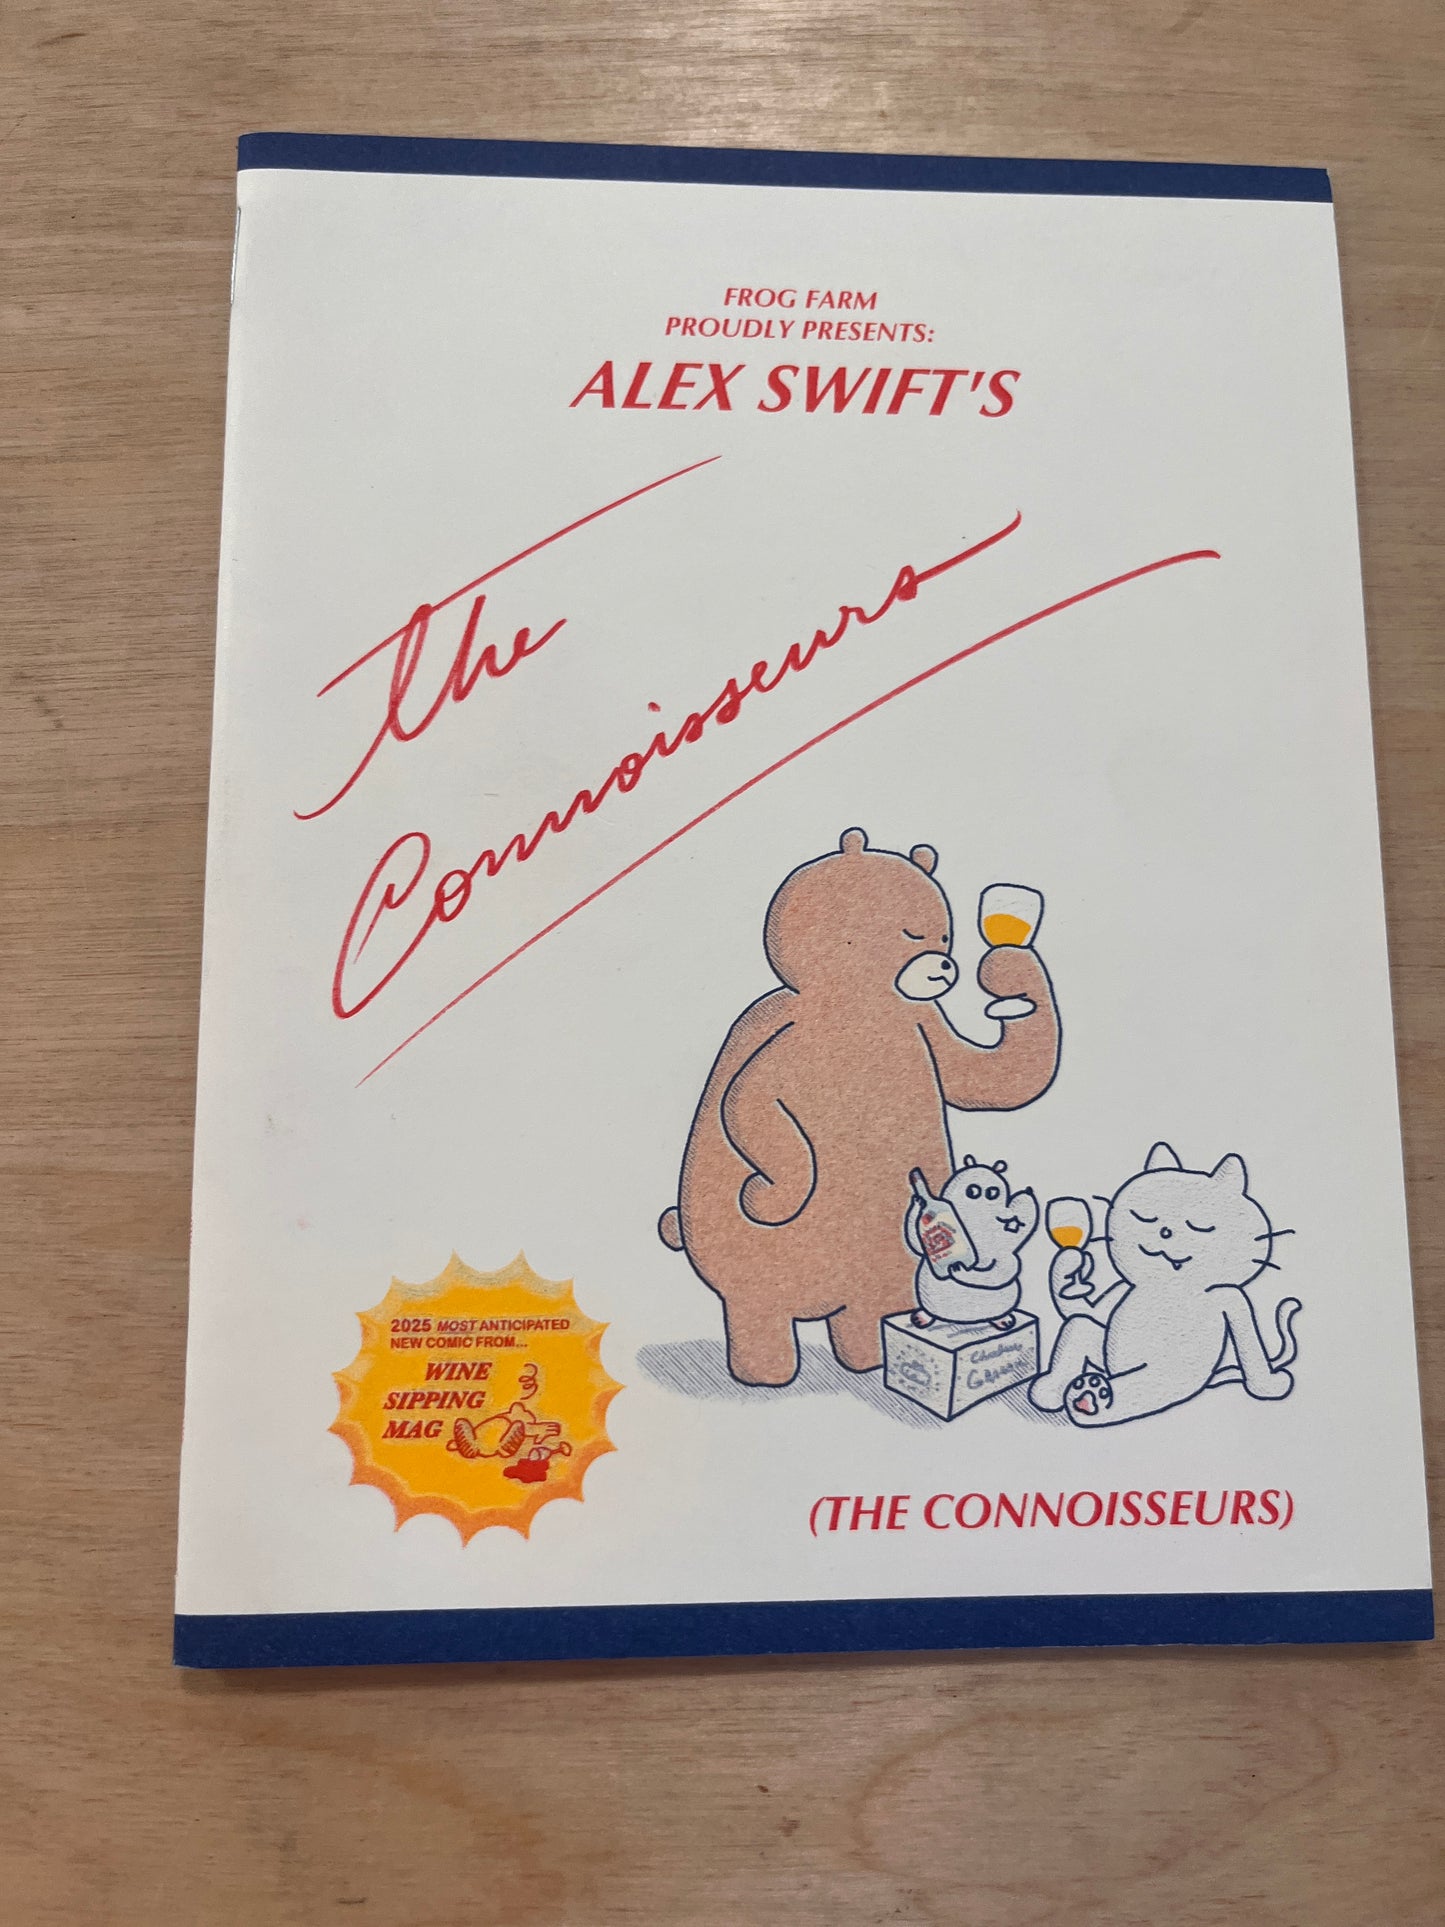 FROG FARM
PROUDLY PRESENTS:
ALEX SWIFT'S
The
Connoisseurs
2025 MOST ANTICIPATED
NEW COMIC FROM...
WINE
SIPPING
MAG
(THE CONNOISSEURS)